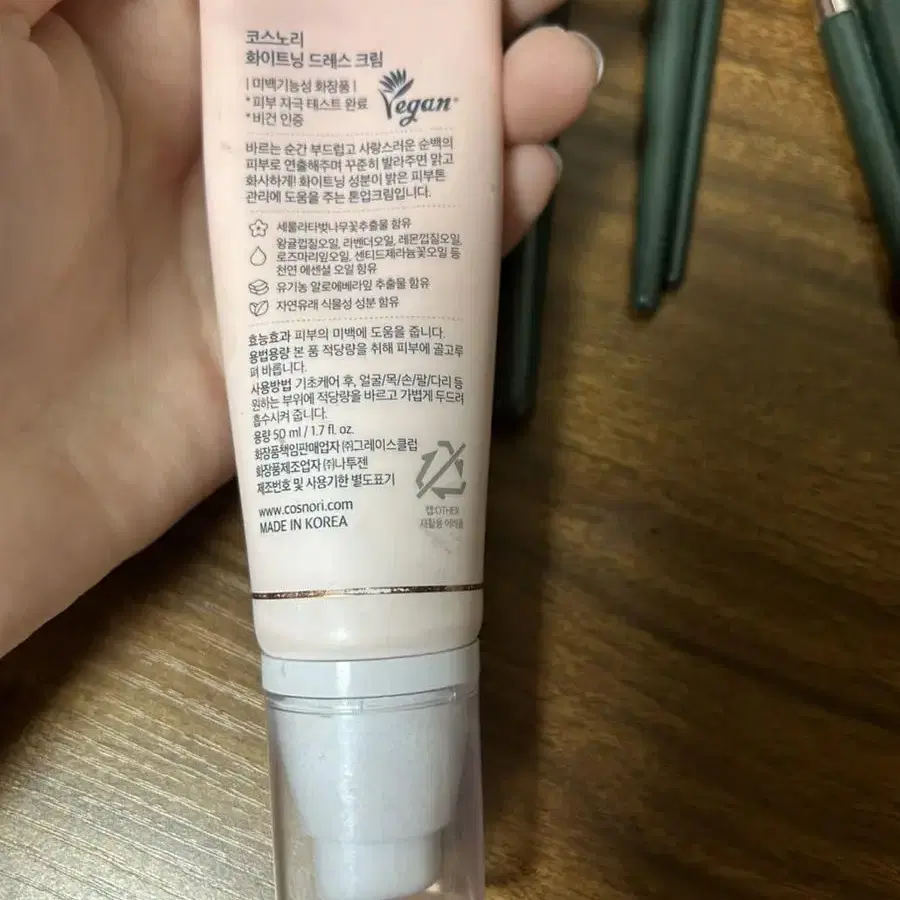 코스노리
화이트닝 드레스 크림
| 미백기능성 화장품 |
*피부 자극 테스트 완료
*비건 인증
Vegan
바르는 순간 부드럽고 사랑스러운 순백의
피부로 연출해주며 꾸준히 발라주면 맑고
화사하게! 화이트닝 성분이 밝은 피부톤
관리에 도움을 주는 톤업크림입니다.
세룰라타벚나무꽃추출물 함유
왕귤껍질오일, 라벤더오일, 레몬껍질오일,
로즈마리잎오일, 센티드제라늄꽃오일 등
천연 에센셜 오일 함유
유기농 알로에베라잎 추출물 함유
자연유래 식물성 성분 함유
효능효과 피부의 미백에 도움을 줍니다.
용법용량 본 품 적당량을 취해 피부에 골고루
펴 바릅니다.
사용방법 기초케어 후, 얼굴/목/손/팔/다리 등
원하는 부위에 적당량을 바르고 가볍게 두드려
흡수시켜 줍니다.
용량 50 ml / 1.7 fl. oz.
화장품책임판매업자 ㈜그레이스클럽
화장품제조업자 ㈜나투젠
제조번호 및 사용기한 별도표기
www.cosnori.com
MADE IN KOREA
캡:OTHER
재활용 어려움